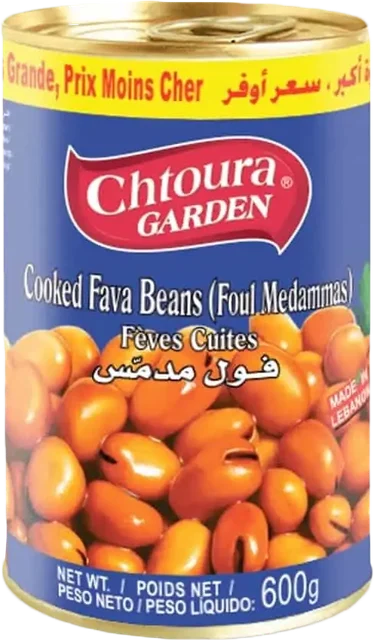 Grande, Prix Moins Cher
أكبر، سعر أوفر
Chtoura®
GARDEN
Cooked Fava Beans (Foul Medammas)
Fèves Cuites
فول مدمّس
MADE IN
LEBANON
NET WT. / POIDS NET /
PESO NETO / PESO LÍQUIDO: 600g